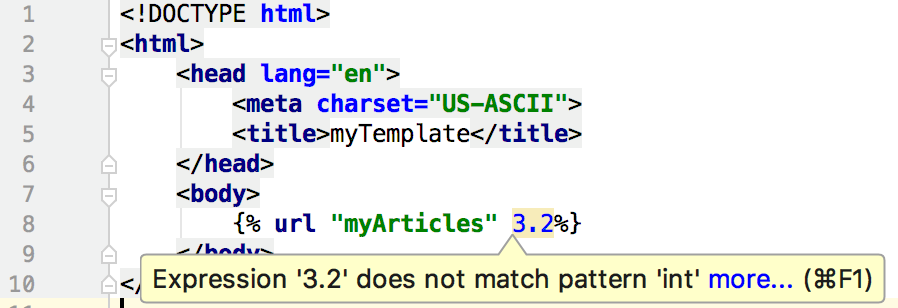 1 <!DOCTYPE html>
2 <html>
3 <head lang="en">
4 <meta charset="US-ASCII">
5 <title>myTemplate</title>
6 </head>
7 <body>
8 {% url "myArticles" 3.2%}
9 </body>
Expression '3.2' does not match pattern 'int' more... (⌘F1)
10 </
11